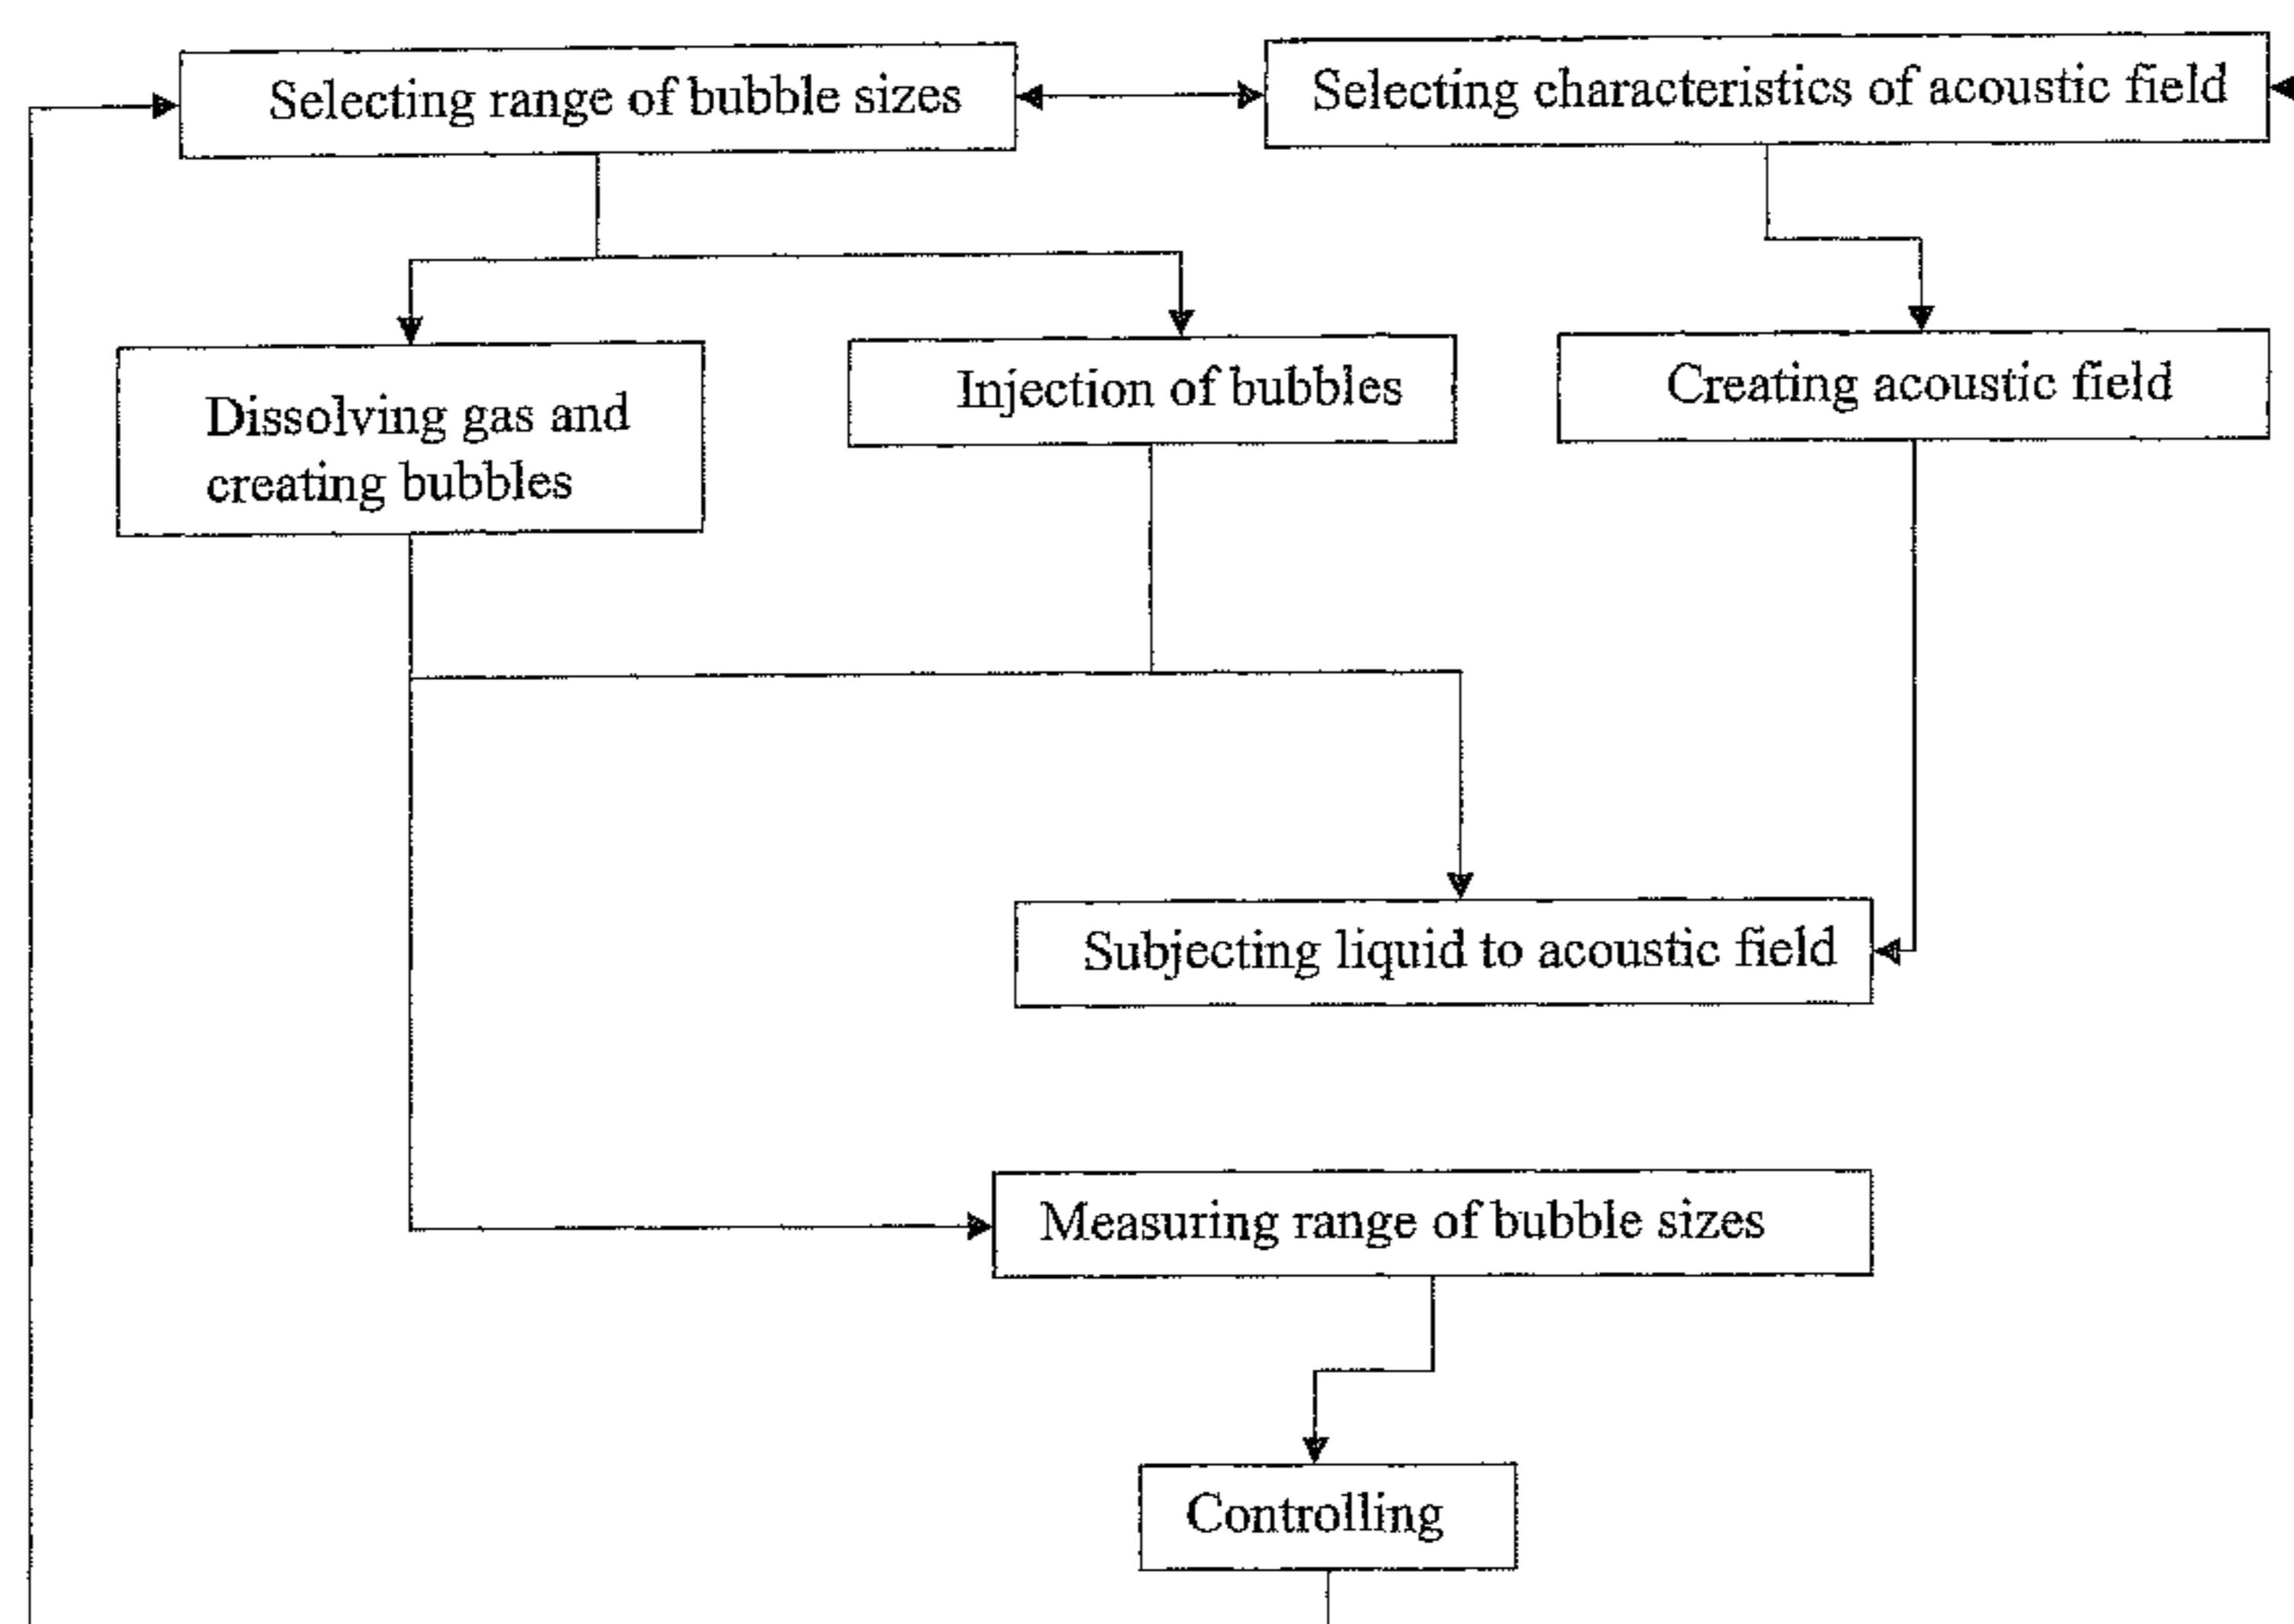 Selecting range of bubble sizes
Selecting characteristics of acoustic field
Dissolving gas and
creating bubbles
Injection of bubbles
Creating acoustic field
Subjecting liquid to acoustic field
Measuring range of bubble sizes
Controlling